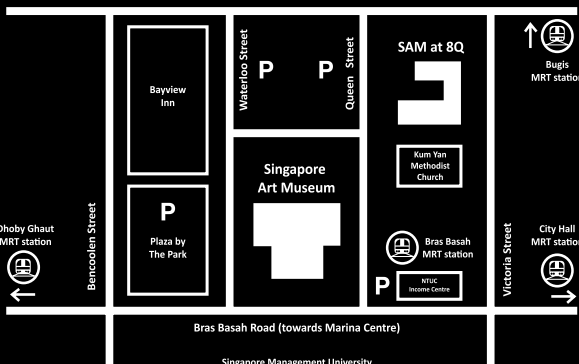 Bugis
MRT station
SAM at 8Q
Waterloo Street
P
P
Queen Street
Bayview
Inn
Kum Yan
Methodist
Church
Singapore
Art Museum
P
Plaza by
The Park
Bencoolen Street
Dhoby Ghaut
MRT station
Bras Basah
MRT station
Victoria Street
City Hall
MRT station
P
NTUC
Income Centre
Bras Basah Road (towards Marina Centre)
Singapore Management University